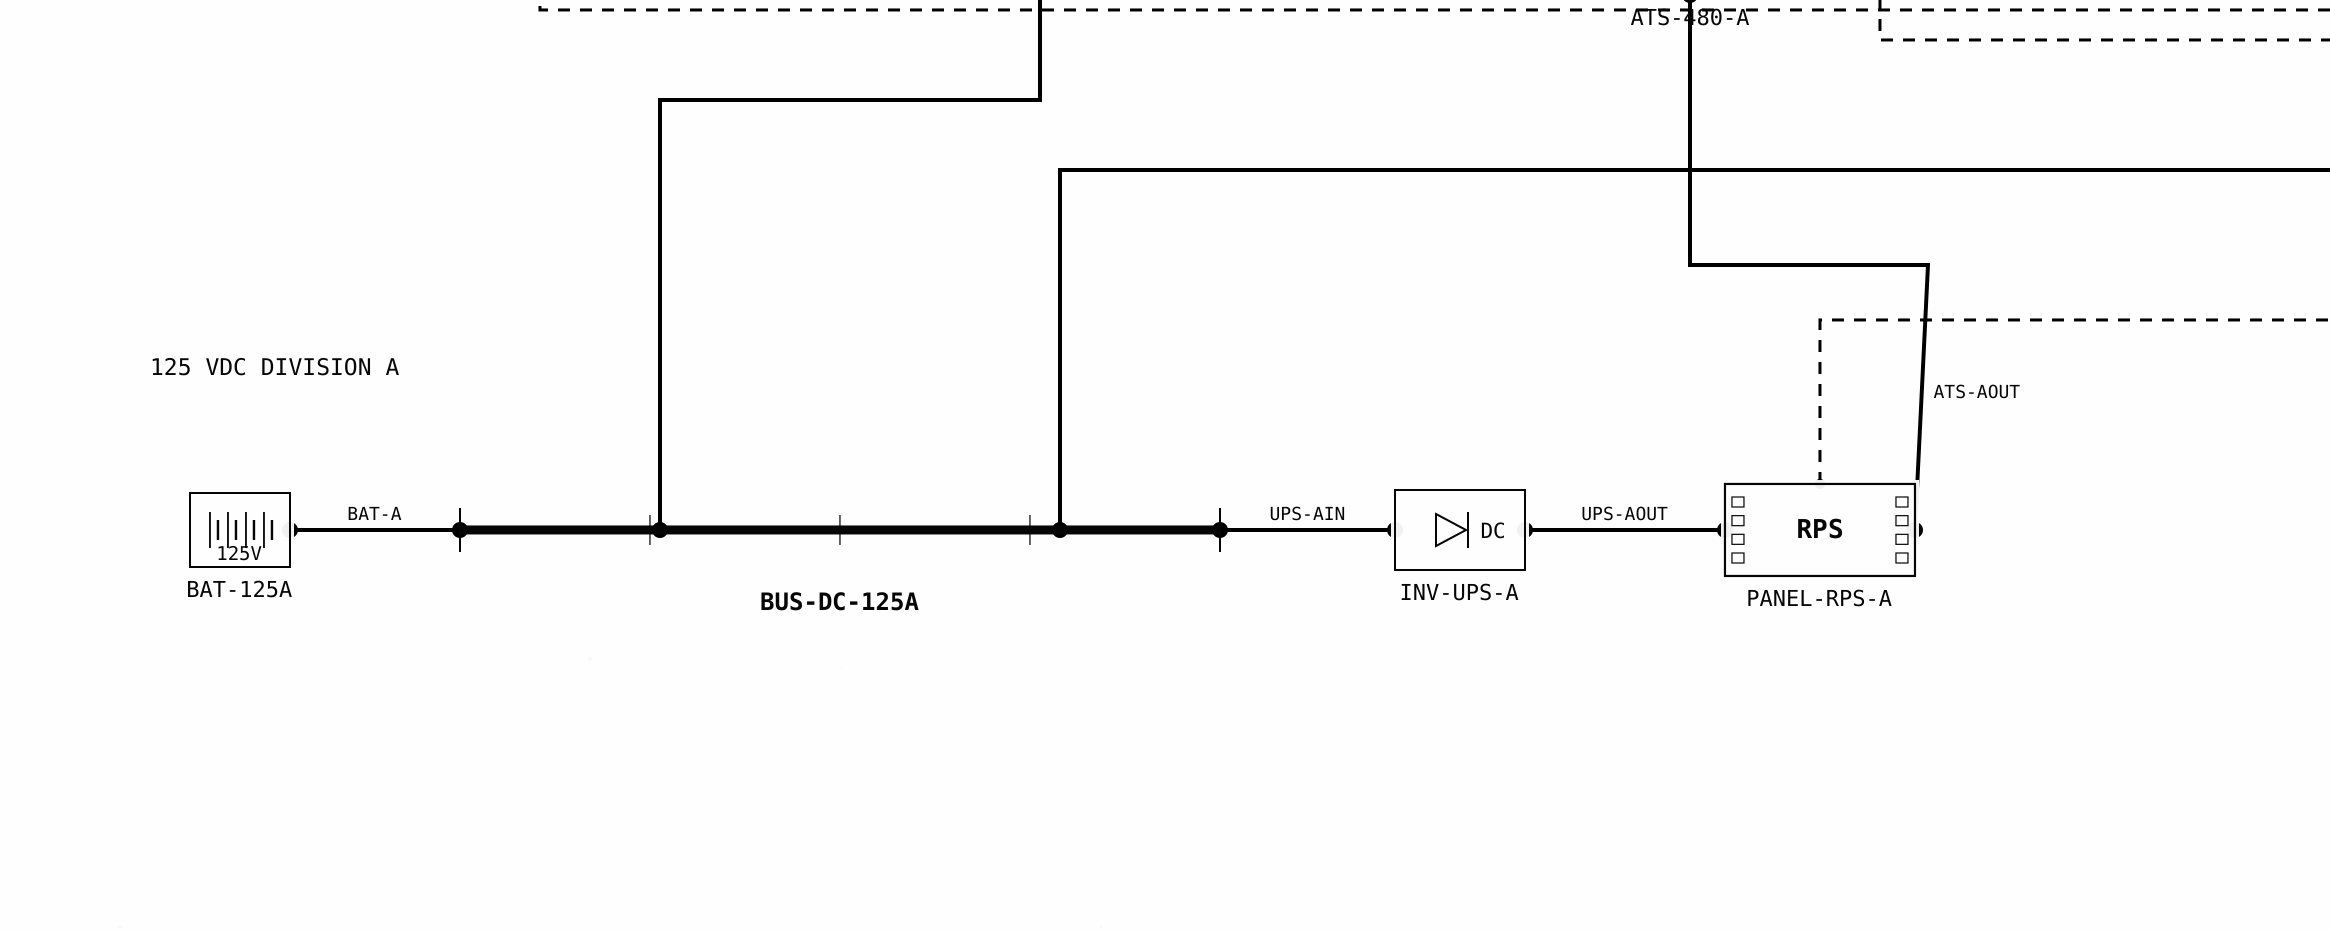 ATS-480-A
125 VDC DIVISION A
ATS-AOUT
BAT-A
UPS-AIN
UPS-AOUT
125V
DC
RPS
BAT-125A
BUS-DC-125A
INV-UPS-A
PANEL-RPS-A